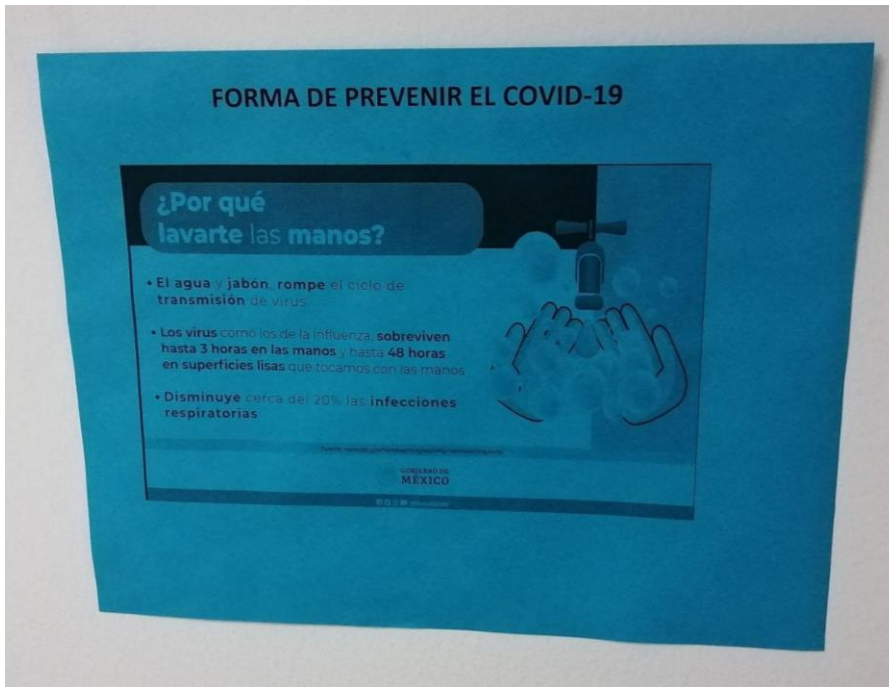 FORMA DE PREVENIR EL COVID-19
¿Por qué
lavarte las manos?
• El agua y jabón, rompe el ciclo de
transmisión de virus
• Los virus como los de la influenza, sobreviven
hasta 3 horas en las manos y hasta 48 horas
en superficies lisas que tocamos con las manos
• Disminuye cerca del 20% las infecciones
respiratorias
GOBIERNO DE
MÉXICO